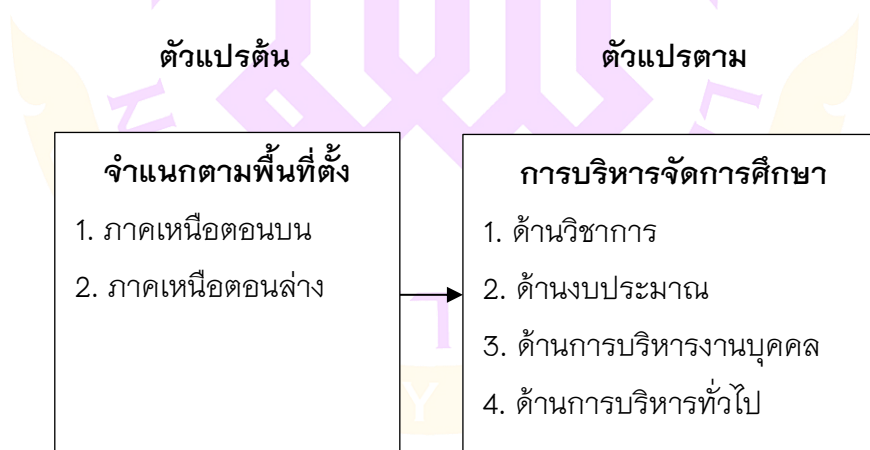 ตัวแปรต้น
ตัวแปรตาม
จำแนกตามพื้นที่ตั้ง
1. ภาคเหนือตอนบน
2. ภาคเหนือตอนล่าง
การบริหารจัดการศึกษา
1. ด้านวิชาการ
2. ด้านงบประมาณ
3. ด้านการบริหารงานบุคคล
4. ด้านการบริหารทั่วไป